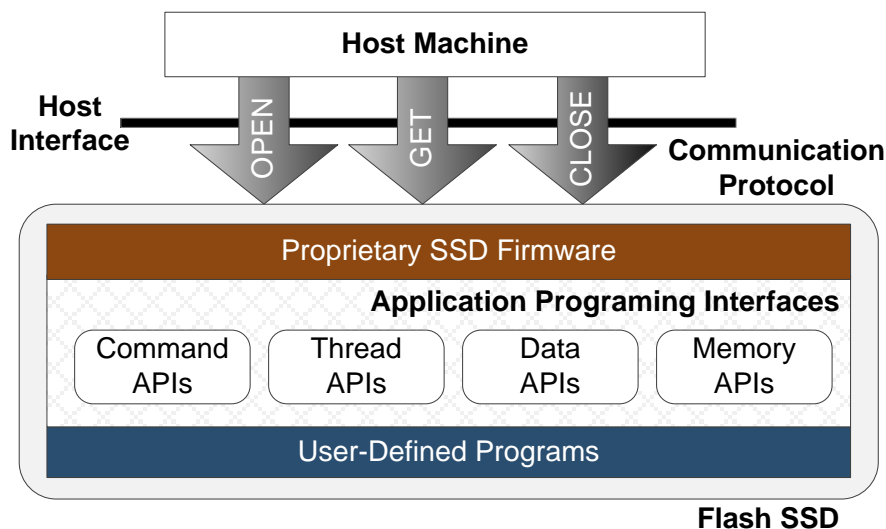 Host Machine
Host
Interface
OPEN
GET
CLOSE
Communication
Protocol
Proprietary SSD Firmware
Application Programing Interfaces
Command
APIs
Thread
APIs
Data
APIs
Memory
APIs
User-Defined Programs
Flash SSD